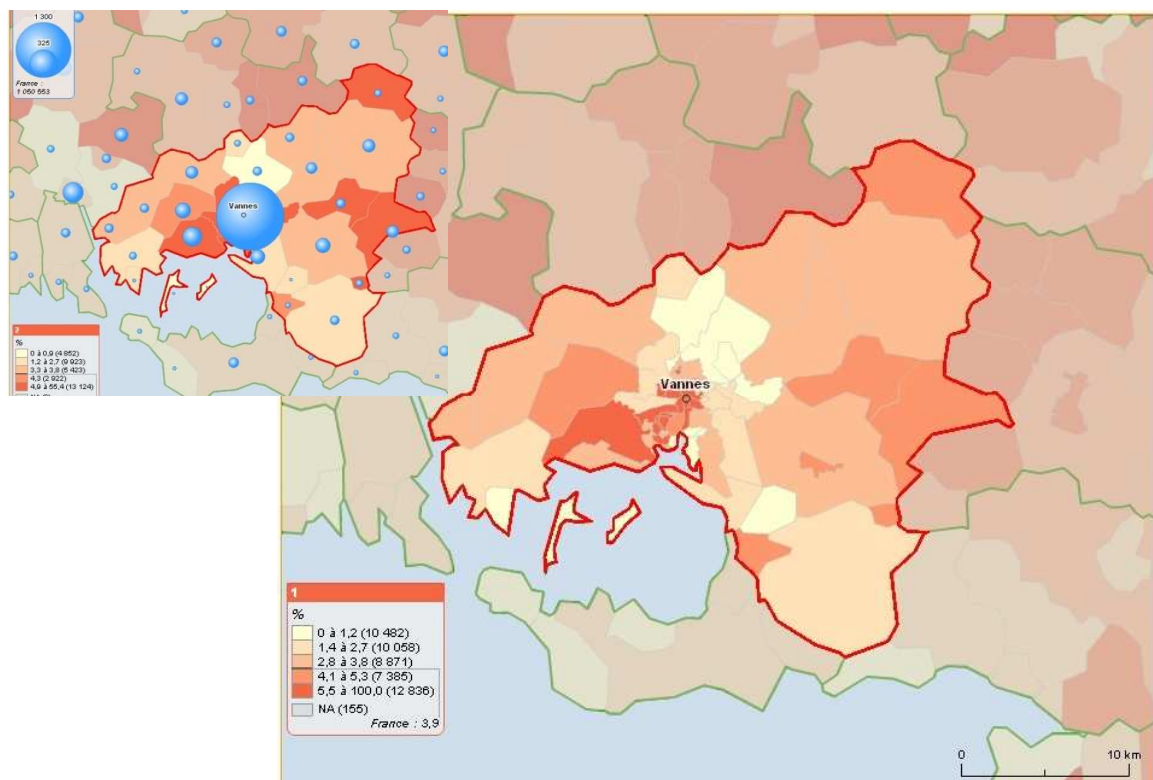 1 300
325
France :
1 050 553
Vannes
2
0 à 0,9 (4 852)
1,2 à 2,7 (9 923)
3,3 à 3,8 (5 423)
4,3 (2 822)
4,9 à 55,4 (13 124)
Vannes
1
%
0 à 1,2 (10 482)
1,4 à 2,7 (10 058)
2,8 à 3,8 (8 871)
4,1 à 5,3 (7 385)
5,5 à 100,0 (12 836)
NA (155)
France : 3,9
0 10 km